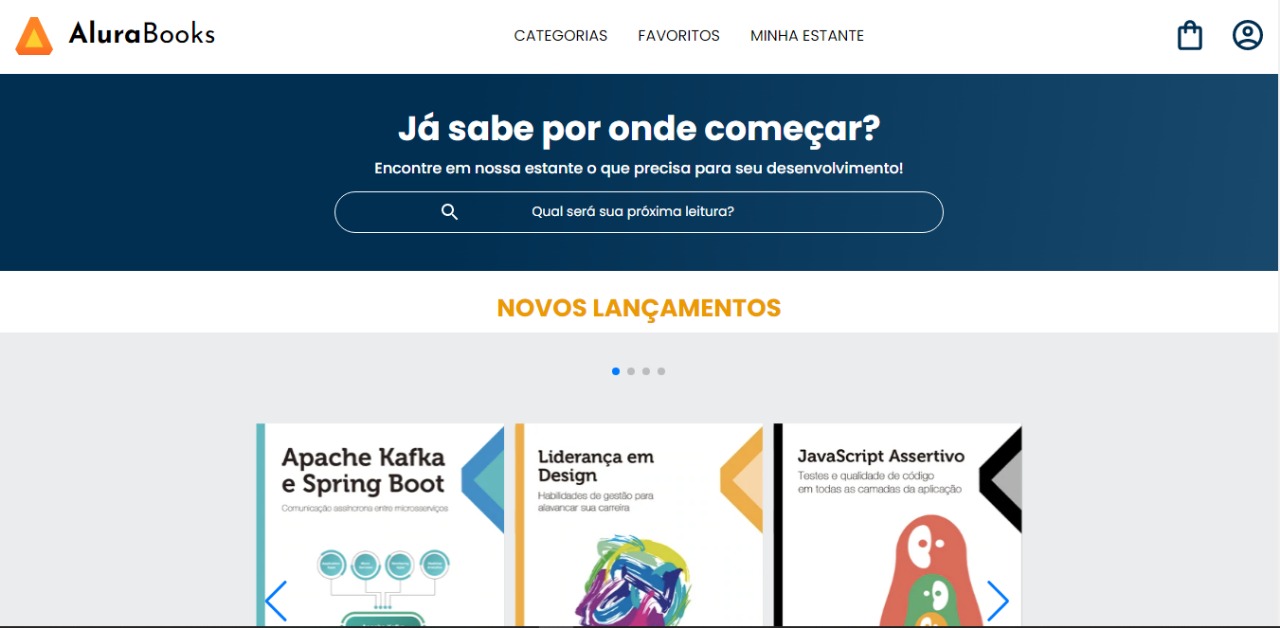 AluraBooks
CATEGORIAS
FAVORITOS
MINHA ESTANTE
Já sabe por onde começar?
Encontre em nossa estante o que precisa para seu desenvolvimento!
Qual será sua próxima leitura?
NOVOS LANÇAMENTOS
Apache Kafka
e Spring Boot
Comunicação assíncrona entre microsserviços
Liderança em
Design
Habilidades de gestão para
alavancar sua carreira
JavaScript Assertivo
Testes e qualidade de código
em todas as camadas da aplicação